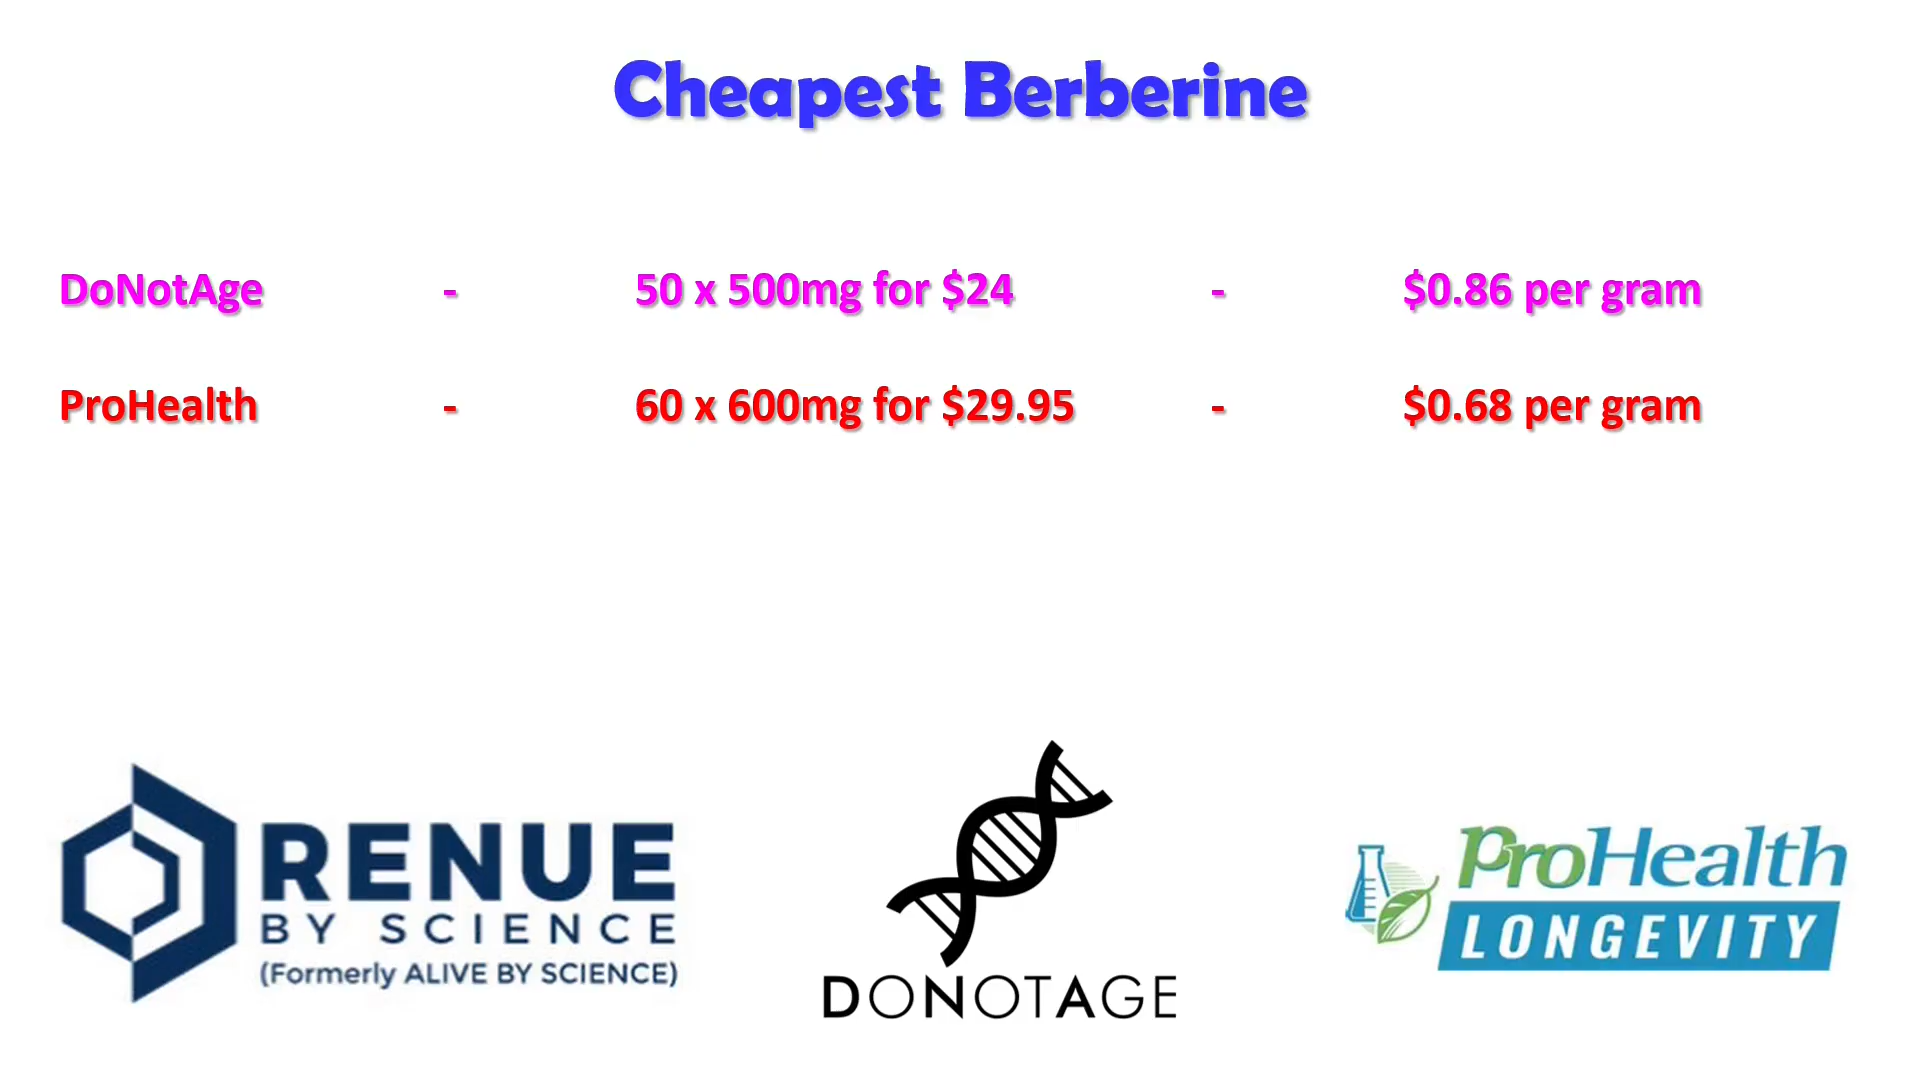 Cheapest Berberine
DoNotAge - 50 x 500mg for $24 - $0.86 per gram
ProHealth - 60 x 600mg for $29.95 - $0.68 per gram
RENUE
BY SCIENCE
(Formerly ALIVE BY SCIENCE)
DONOTAGE
ProHealth
LONGEVITY